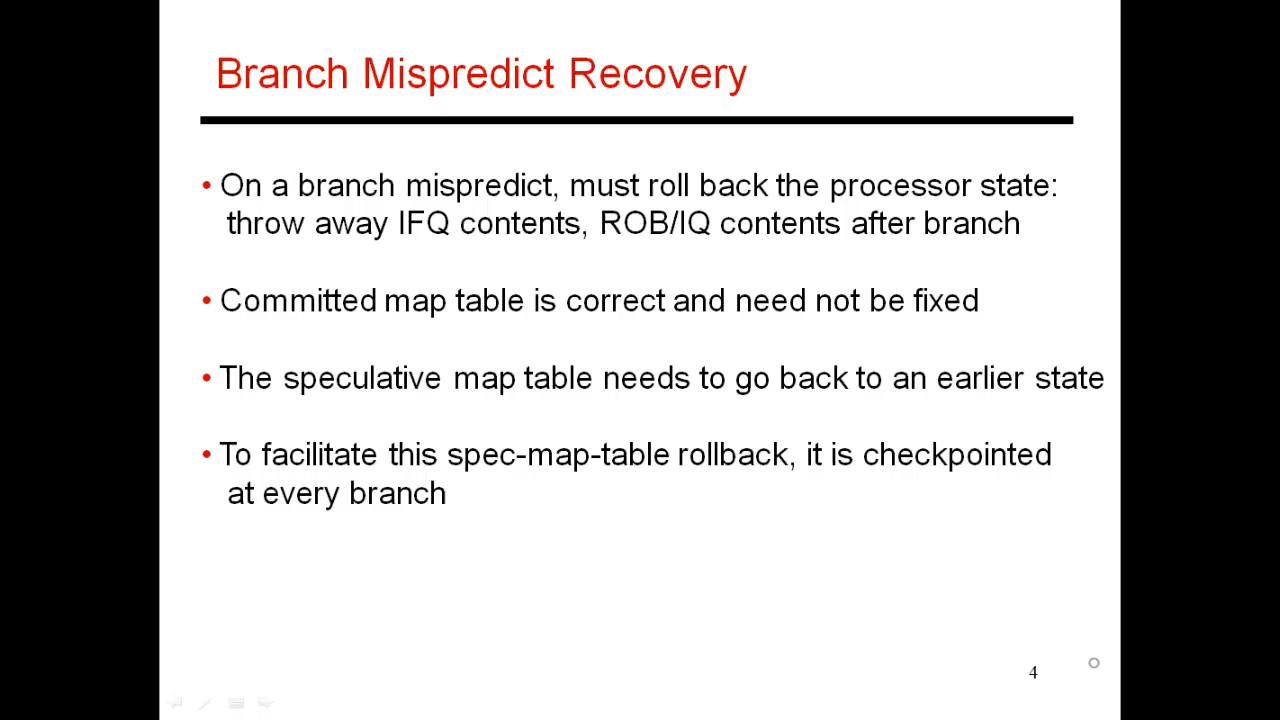 Branch Mispredict Recovery
• On a branch mispredict, must roll back the processor state:
throw away IFQ contents, ROB/IQ contents after branch
• Committed map table is correct and need not be fixed
• The speculative map table needs to go back to an earlier state
• To facilitate this spec-map-table rollback, it is checkpointed
at every branch
4